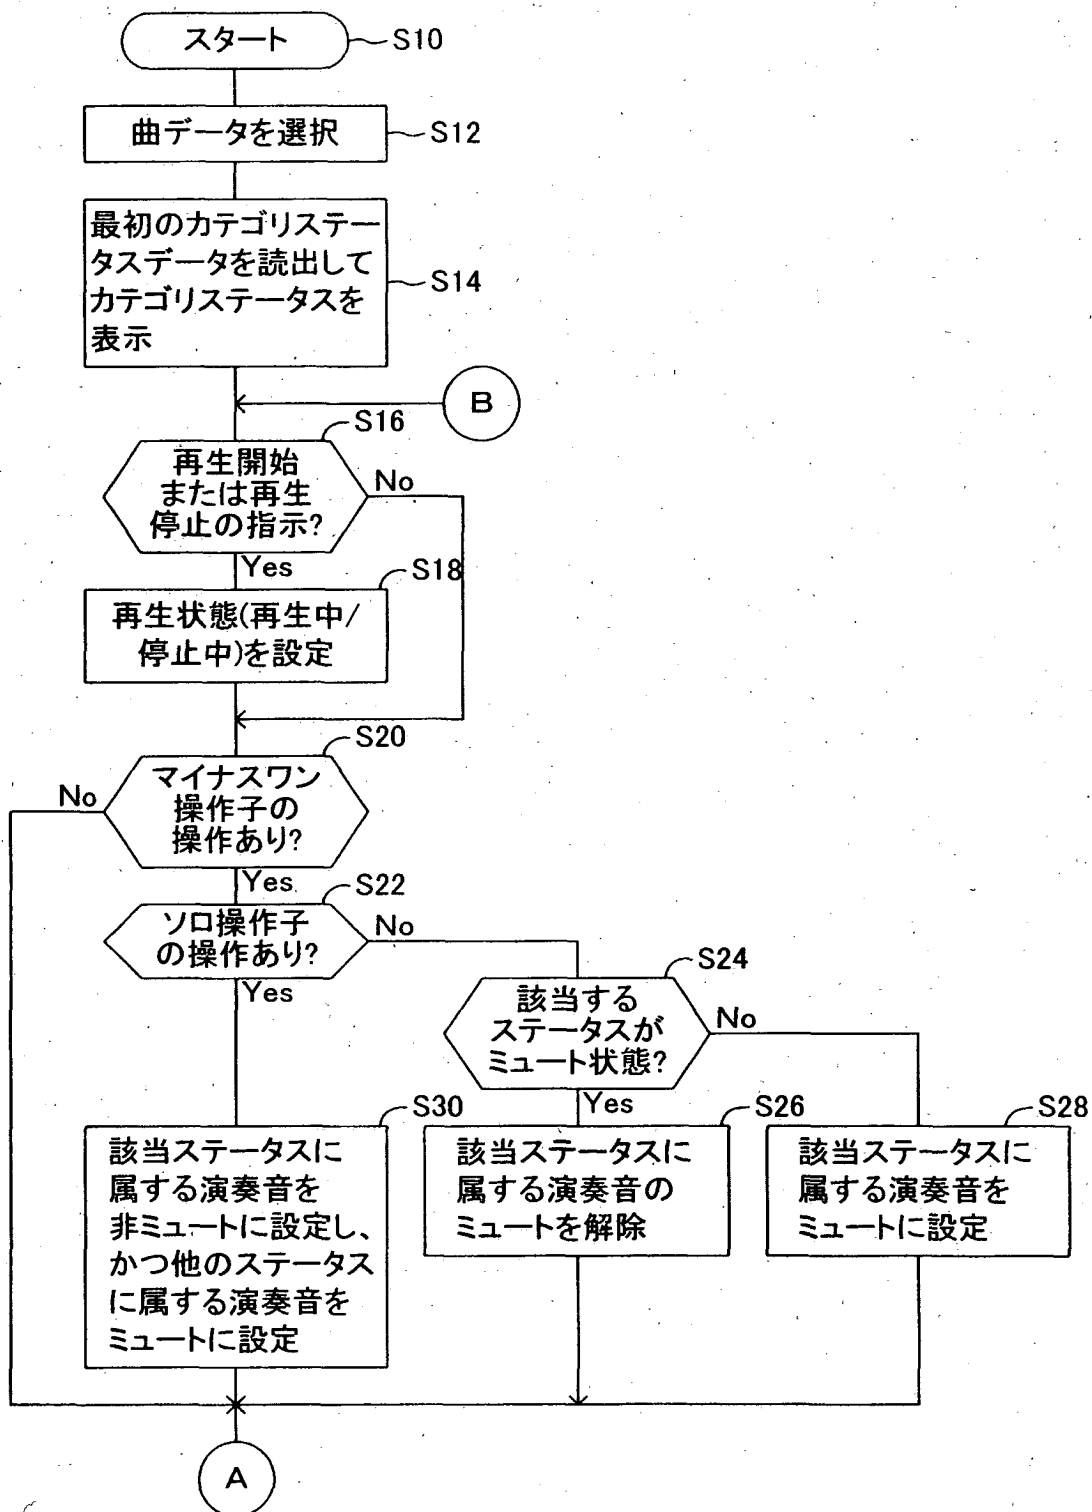 スタート
S10
曲データを選択
S12
最初のカテゴリステー
タスデータを読出して
カテゴリステータスを
表示
S14
B
S16
再生開始
または再生
停止の指示?
No
Yes
S18
再生状態(再生中/
停止中)を設定
S20
マイナスワン
操作子の
操作あり?
No
Yes
S22
ソロ操作子
の操作あり?
No
Yes
S24
該当する
ステータスが
ミュート状態?
No
Yes
S30
該当ステータスに
属する演奏音を
非ミュートに設定し、
かつ他のステータス
に属する演奏音を
ミュートに設定
S26
該当ステータスに
属する演奏音の
ミュートを解除
S28
該当ステータスに
属する演奏音を
ミュートに設定
A